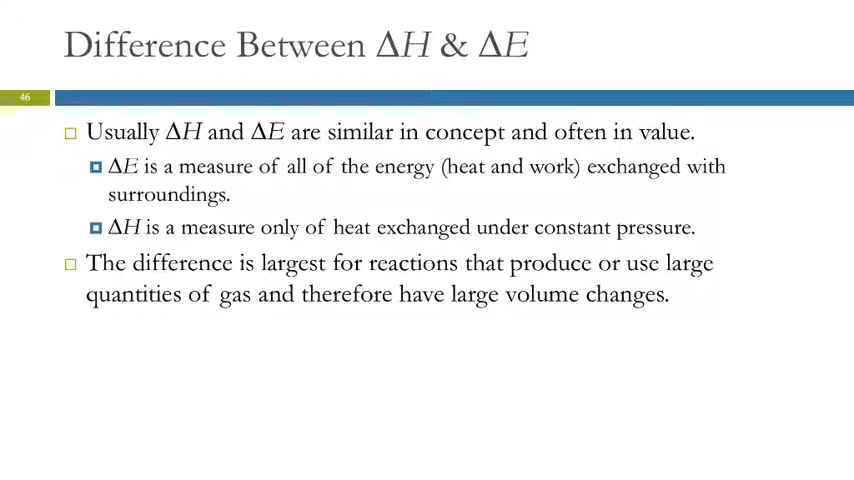 Difference Between ΔH & ΔE
46
Usually ΔH and ΔE are similar in concept and often in value.
ΔE is a measure of all of the energy (heat and work) exchanged with
surroundings.
ΔH is a measure only of heat exchanged under constant pressure.
The difference is largest for reactions that produce or use large
quantities of gas and therefore have large volume changes.